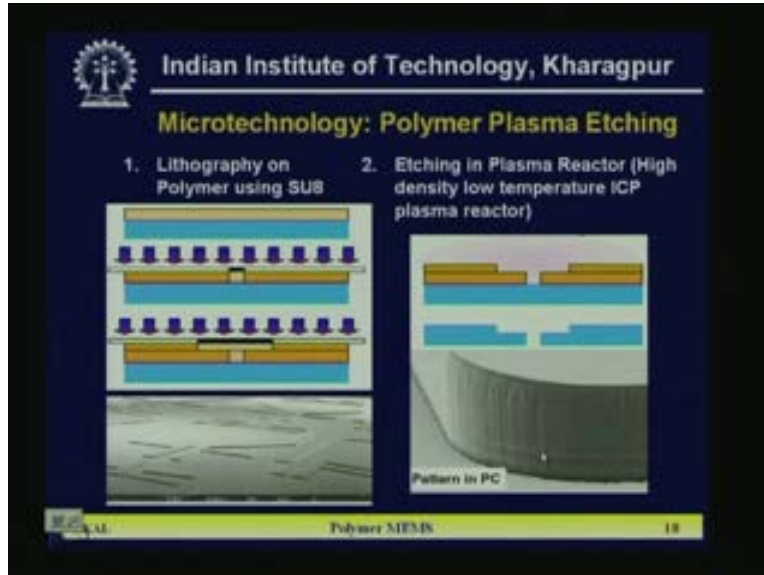 Indian Institute of Technology, Kharagpur
Microtechnology: Polymer Plasma Etching
1. Lithography on
Polymer using SU8
2. Etching in Plasma Reactor (High
density low temperature ICP
plasma reactor)
Pattern in PC
Polymer MEMS